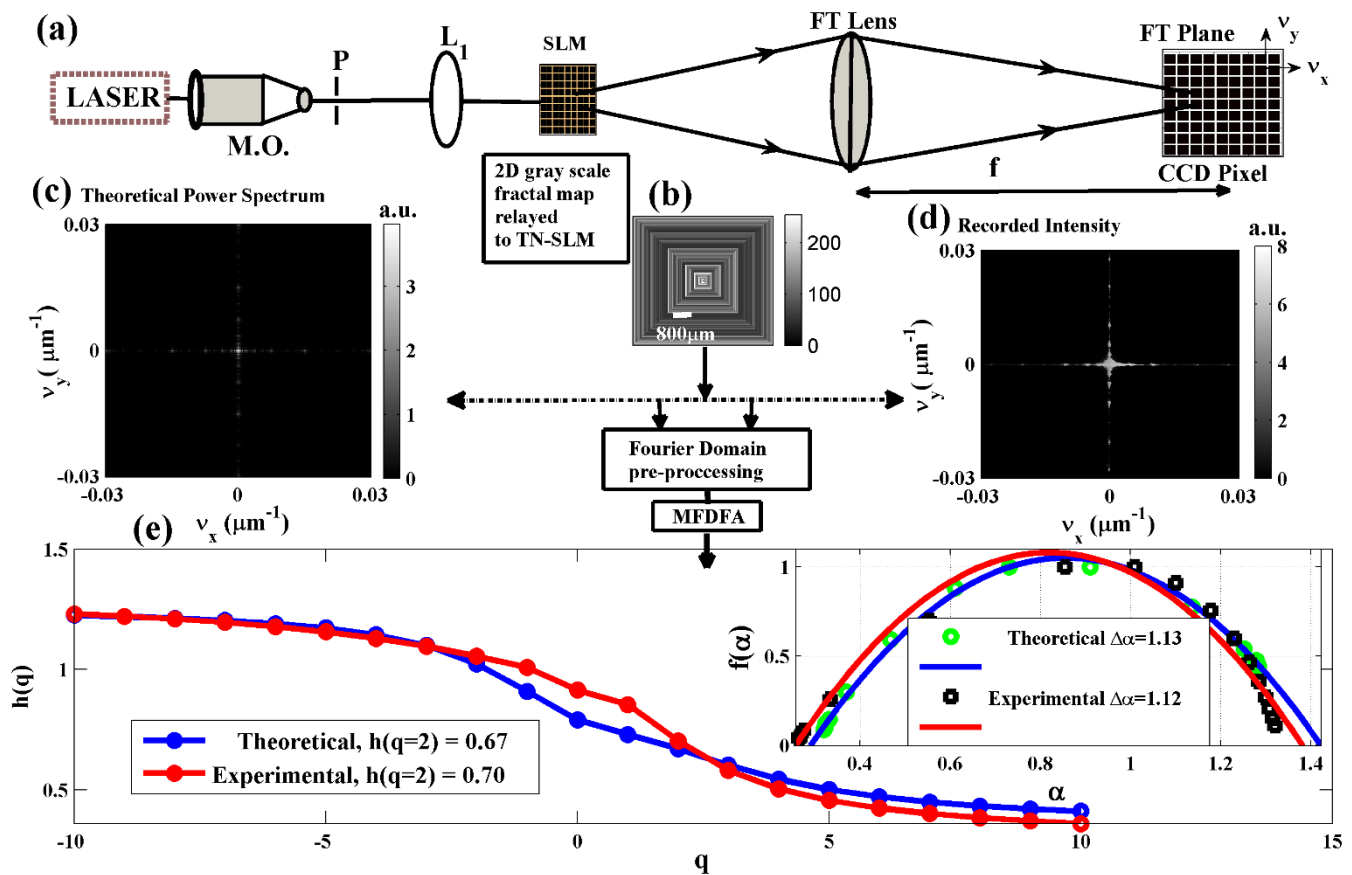 (a)
LASER
M.O.
P
L1
SLM
FT Lens
FT Plane
νy
νx
CCD Pixel
f
2D gray scale
fractal map
relayed
to TN-SLM
(b)
200
100
0
800μm
(c)
Theoretical Power Spectrum
a.u.
0.03
0
-0.03
νy( μm-1)
-0.03
0
0.03
νx (μm-1)
3
2
1
0
(d)
Recorded Intensity
a.u.
0.03
0
-0.03
νy( μm-1)
-0.03
0
0.03
νx (μm-1)
8
6
4
2
0
Fourier Domain
pre-proccessing
MFDFA
(e)
1.5
1
0.5
h(q)
-10
-5
0
5
10
15
q
Theoretical, h(q=2) = 0.67
Experimental, h(q=2) = 0.70
f(α)
1
0.5
0
0.4
0.6
0.8
1
1.2
1.4
α
Theoretical Δα=1.13
Experimental Δα=1.12